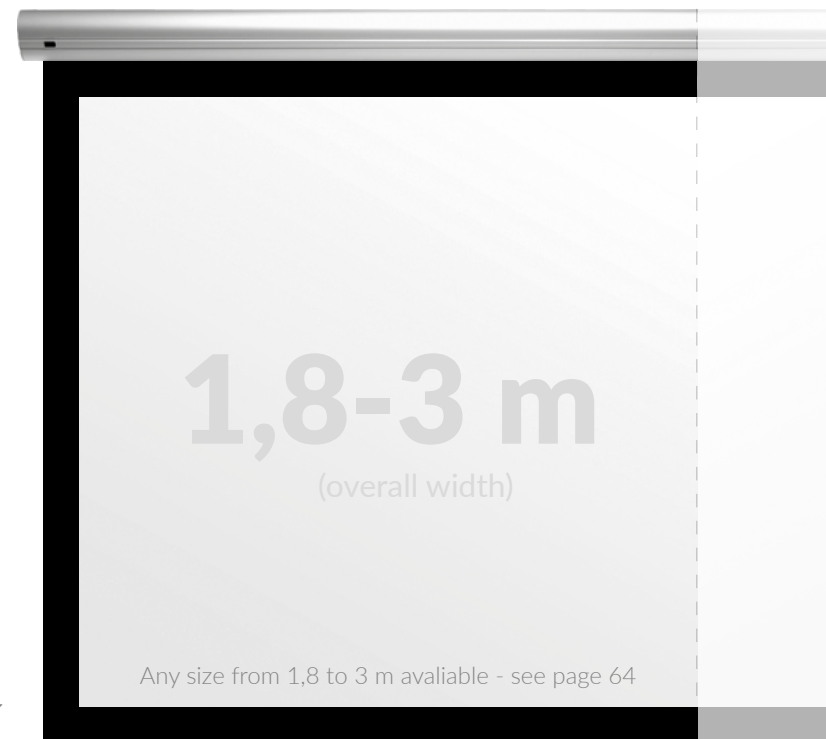 1,8-3 m
(overall width)
Any size from 1,8 to 3 m avaliable - see page 64